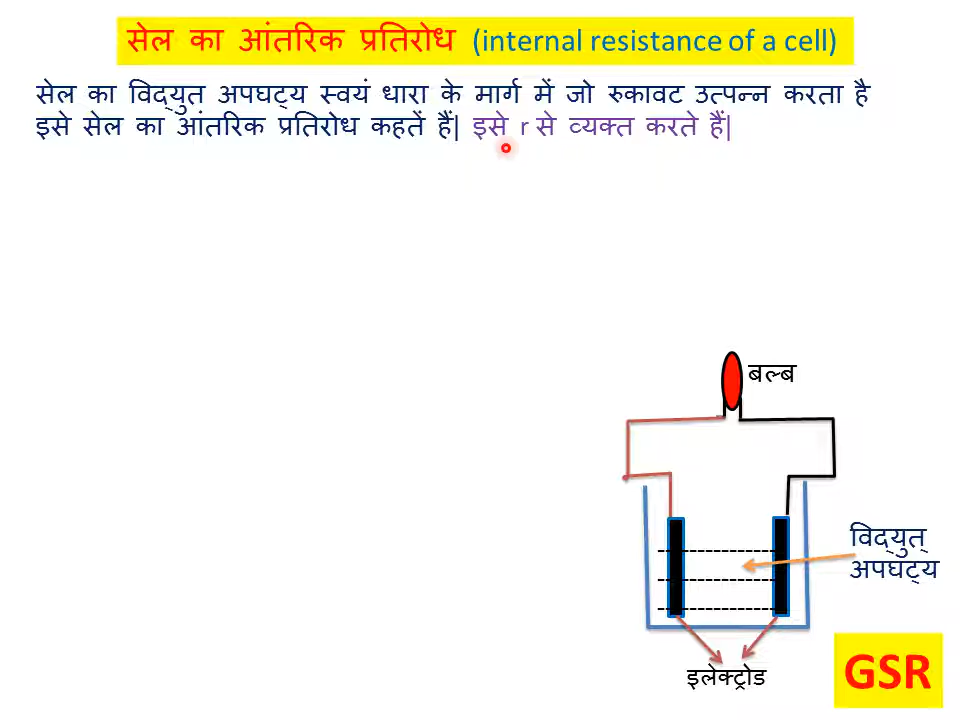 सेल का आंतरिक प्रतिरोध (internal resistance of a cell)
सेल का विद्युत अपघट्य स्वयं धारा के मार्ग में जो रुकावट उत्पन्न करता है
इसे सेल का आंतरिक प्रतिरोध कहतें हैं| इसे r से व्यक्त करते हैं|
बल्ब
विद्युत्
अपघट्य
इलेक्ट्रोड
GSR